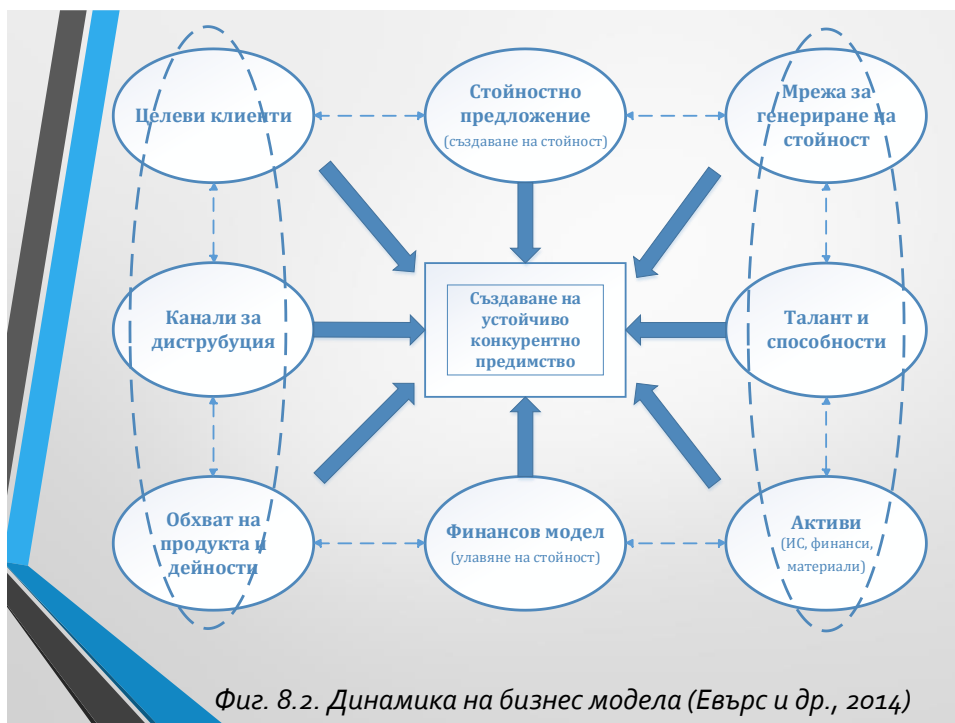 Целеви клиенти
Стойностно
предложение
(създаване на стойност)
Мрежа за
генериране на
стойност
Канали за
диструбуция
Създаване на
устойчиво
конкурентно
предимство
Талант и
способности
Обхват на
продукта и
дейности
Финансов модел
(улавяне на стойност)
Активи
(ИС, финанси,
материали)
Фиг. 8.2. Динамика на бизнес модела (Евърс и др., 2014)